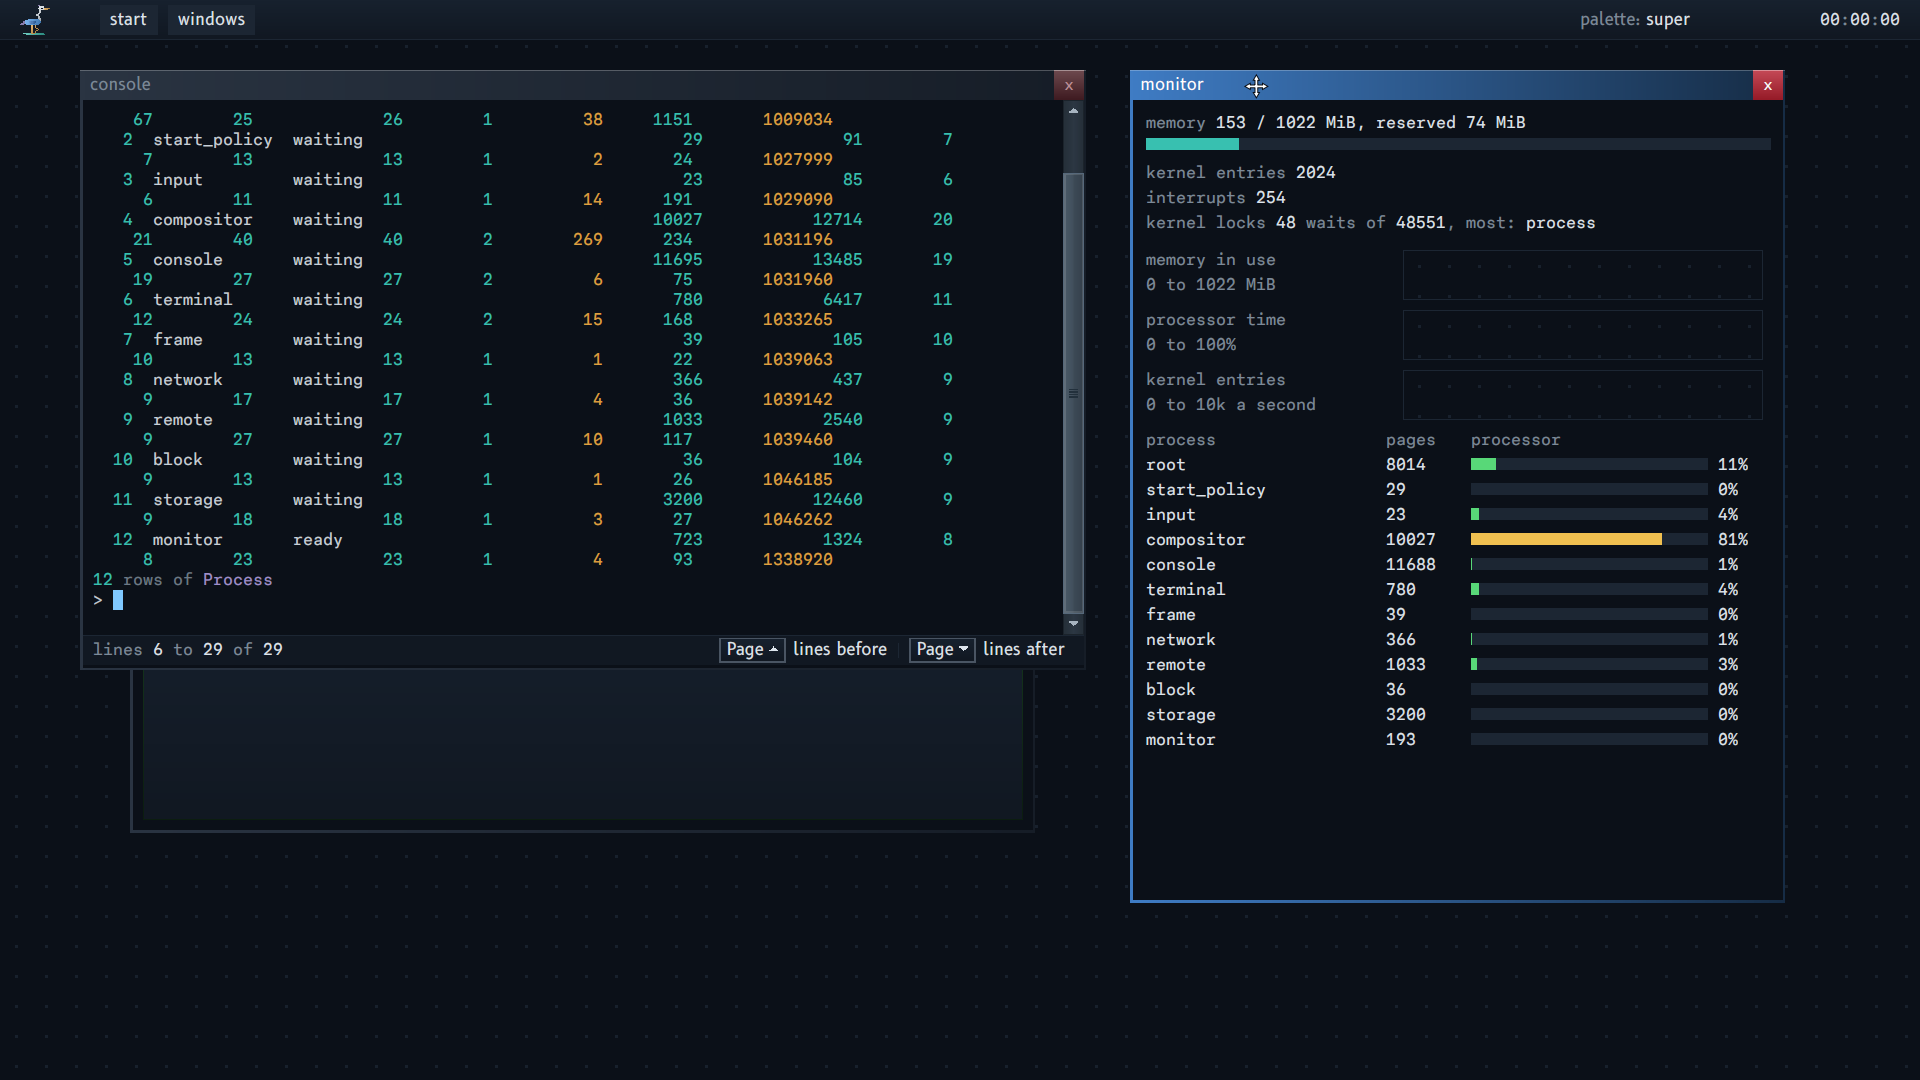 start windows palette: super 00:00:00
console x
67 25 26 1 38 1151 1009034
2 start_policy waiting 29 91 7
7 13 13 1 2 24 1027999
3 input waiting 23 85 6
6 11 11 1 14 191 1029090
4 compositor waiting 10027 12714 20
21 40 40 2 269 234 1031196
5 console waiting 11695 13485 19
19 27 27 2 6 75 1031960
6 terminal waiting 780 6417 11
12 24 24 2 15 168 1033265
7 frame waiting 39 105 10
10 13 13 1 1 22 1039063
8 network waiting 366 437 9
9 17 17 1 4 36 1039142
9 remote waiting 1033 2540 9
9 27 27 1 10 117 1039460
10 block waiting 36 104 9
9 13 13 1 1 26 1046185
11 storage waiting 3200 12460 9
9 18 18 1 3 27 1046262
12 monitor ready 723 1324 8
8 23 23 1 4 93 1338920
12 rows of Process
>
lines 6 to 29 of 29 Page lines before Page lines after
monitor x
memory 153 / 1022 MiB, reserved 74 MiB
kernel entries 2024
interrupts 254
kernel locks 48 waits of 48551, most: process
memory in use
0 to 1022 MiB
processor time
0 to 100%
kernel entries
0 to 10k a second
process pages processor
root 8014 11%
start_policy 29 0%
input 23 4%
compositor 10027 81%
console 11688 1%
terminal 780 4%
frame 39 0%
network 366 1%
remote 1033 3%
block 36 0%
storage 3200 0%
monitor 193 0%